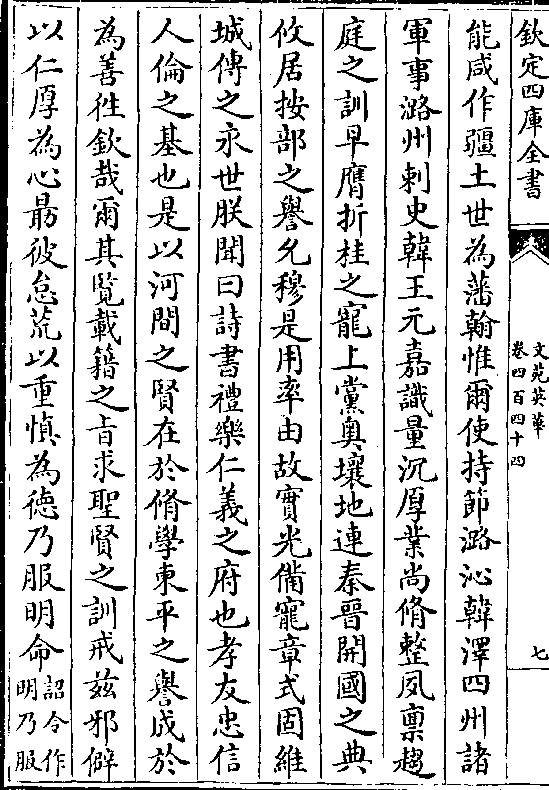 欽定四庫全書
文苑英華
卷四百四十四
七
能咸作疆土世為藩翰惟爾使持節潞沁韓澤四州諸
軍事潞州刺史韓王元嘉識量沉厚業尚脩整夙稟趨
庭之訓早膺折桂之寵上黨奥壤地連秦晉開國之典
攸居按部之譽允穆是用率由故實光備寵章式固維
城傳之永世朕聞曰詩書禮樂仁義之府也孝友忠信
人倫之基也是以河間之賢在於脩學東平之譽成於
為善徃欽哉爾其覽載籍之㫖求聖賢之訓戒兹邪僻
以仁厚為心勗彼怠荒以重慎為德乃服明命詔令作明乃服